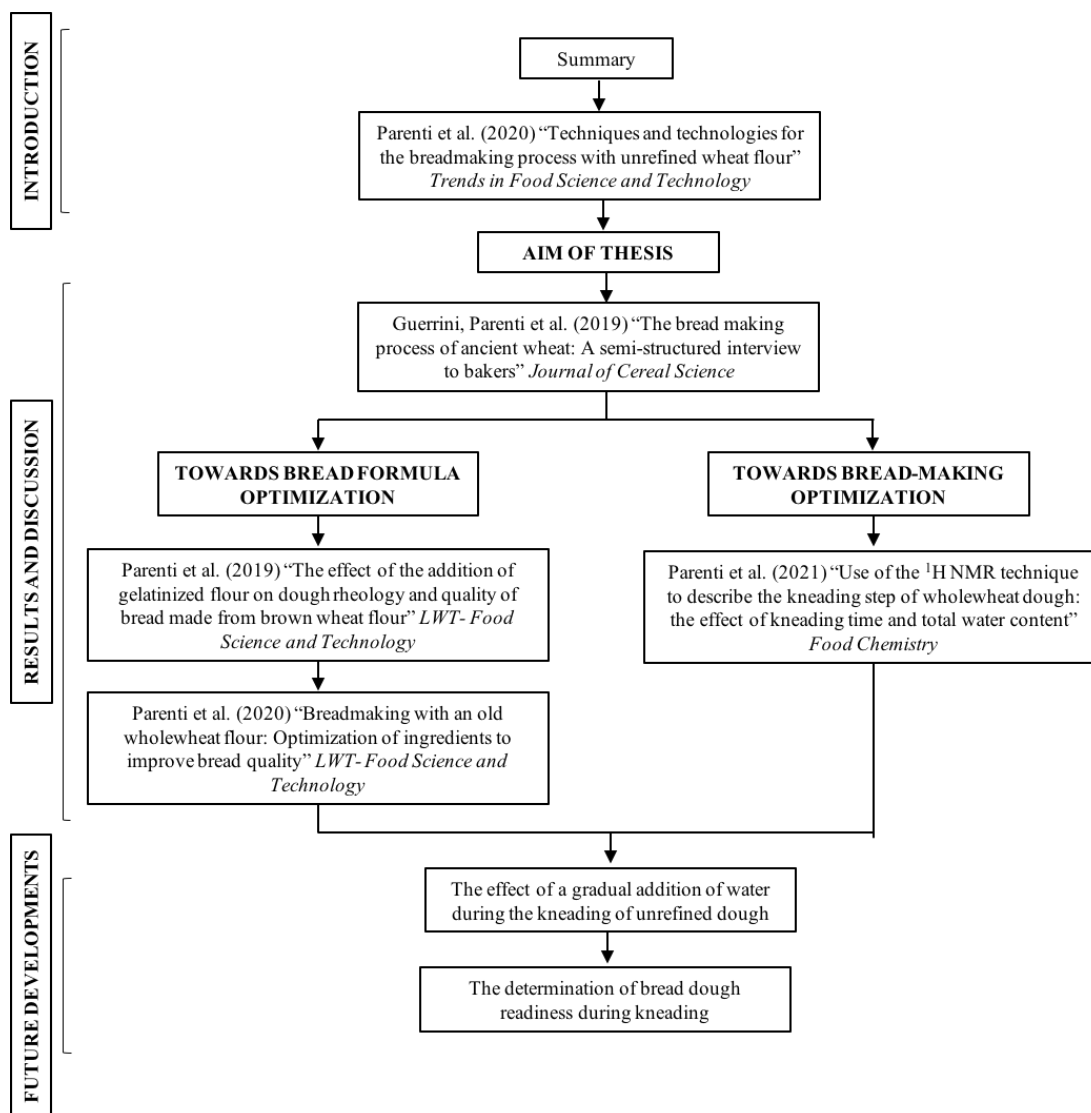 INTRODUCTION
Summary
Parenti et al. (2020) “Techniques and technologies for
the breadmaking process with unrefined wheat flour”
Trends in Food Science and Technology
AIM OF THESIS
RESULTS AND DISCUSSION
Guerrini, Parenti et al. (2019) “The bread making
process of ancient wheat: A semi-structured interview
to bakers” Journal of Cereal Science
TOWARDS BREAD FORMULA
OPTIMIZATION
Parenti et al. (2019) “The effect of the addition of
gelatinized flour on dough rheology and quality of
bread made from brown wheat flour” LWT- Food
Science and Technology
Parenti et al. (2020) “Breadmaking with an old
wholewheat flour: Optimization of ingredients to
improve bread quality” LWT- Food Science and
Technology
TOWARDS BREAD-MAKING
OPTIMIZATION
Parenti et al. (2021) “Use of the ¹H NMR technique
to describe the kneading step of wholewheat dough:
the effect of kneading time and total water content”
Food Chemistry
FUTURE DEVELOPMENTS
The effect of a gradual addition of water
during the kneading of unrefined dough
The determination of bread dough
readiness during kneading